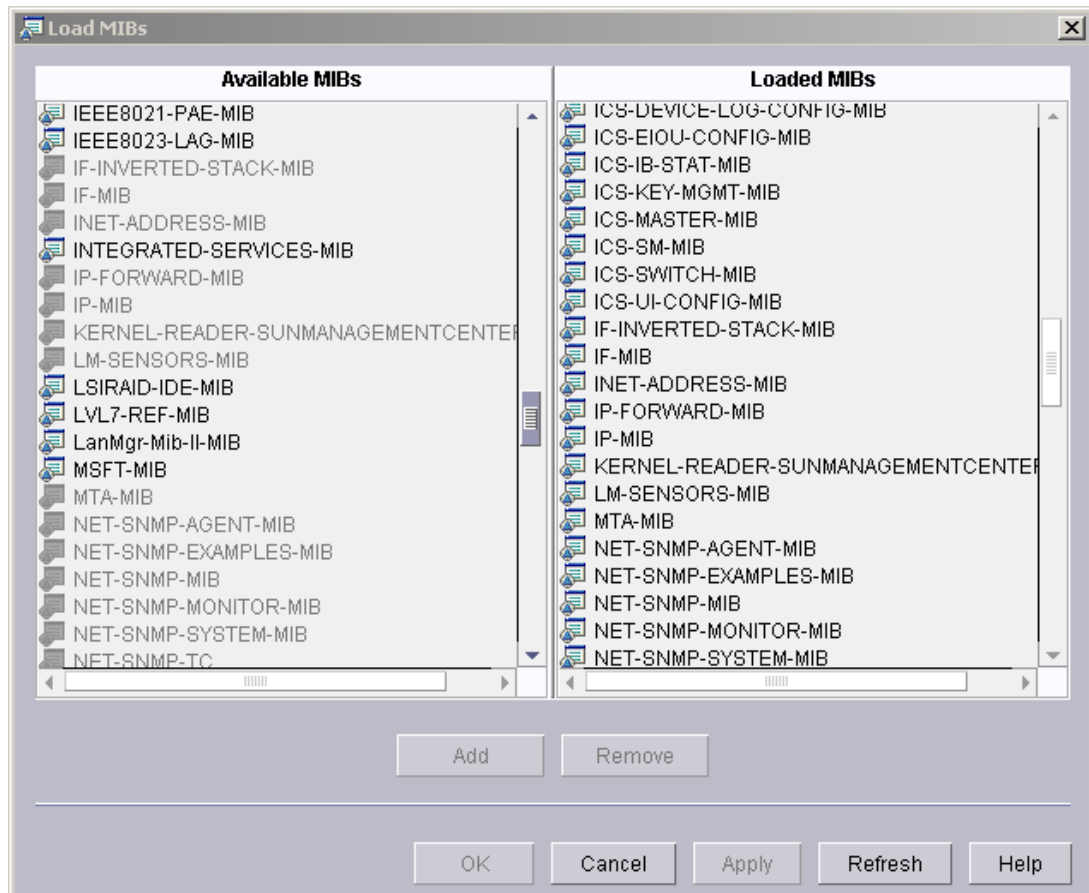 Load MIBs
Available MIBs
IEEE8021-PAE-MIB
IEEE8023-LAG-MIB
IF-INVERTED-STACK-MIB
IF-MIB
INET-ADDRESS-MIB
INTEGRATED-SERVICES-MIB
IP-FORWARD-MIB
IP-MIB
KERNEL-READER-SUNMANAGEMENTCENTER
LM-SENSORS-MIB
LSIRAID-IDE-MIB
LVL7-REF-MIB
LanMgr-Mib-II-MIB
MSFT-MIB
MTA-MIB
NET-SNMP-AGENT-MIB
NET-SNMP-EXAMPLES-MIB
NET-SNMP-MIB
NET-SNMP-MONITOR-MIB
NET-SNMP-SYSTEM-MIB
NET-SNMP-TC
Loaded MIBs
ICS-DEVICE-LOG-CONFIG-MIB
ICS-EIOU-CONFIG-MIB
ICS-IB-STAT-MIB
ICS-KEY-MGMT-MIB
ICS-MASTER-MIB
ICS-SM-MIB
ICS-SWITCH-MIB
ICS-UI-CONFIG-MIB
IF-INVERTED-STACK-MIB
IF-MIB
INET-ADDRESS-MIB
IP-FORWARD-MIB
IP-MIB
KERNEL-READER-SUNMANAGEMENTCENTER
LM-SENSORS-MIB
MTA-MIB
NET-SNMP-AGENT-MIB
NET-SNMP-EXAMPLES-MIB
NET-SNMP-MIB
NET-SNMP-MONITOR-MIB
NET-SNMP-SYSTEM-MIB
Add Remove
OK Cancel Apply Refresh Help